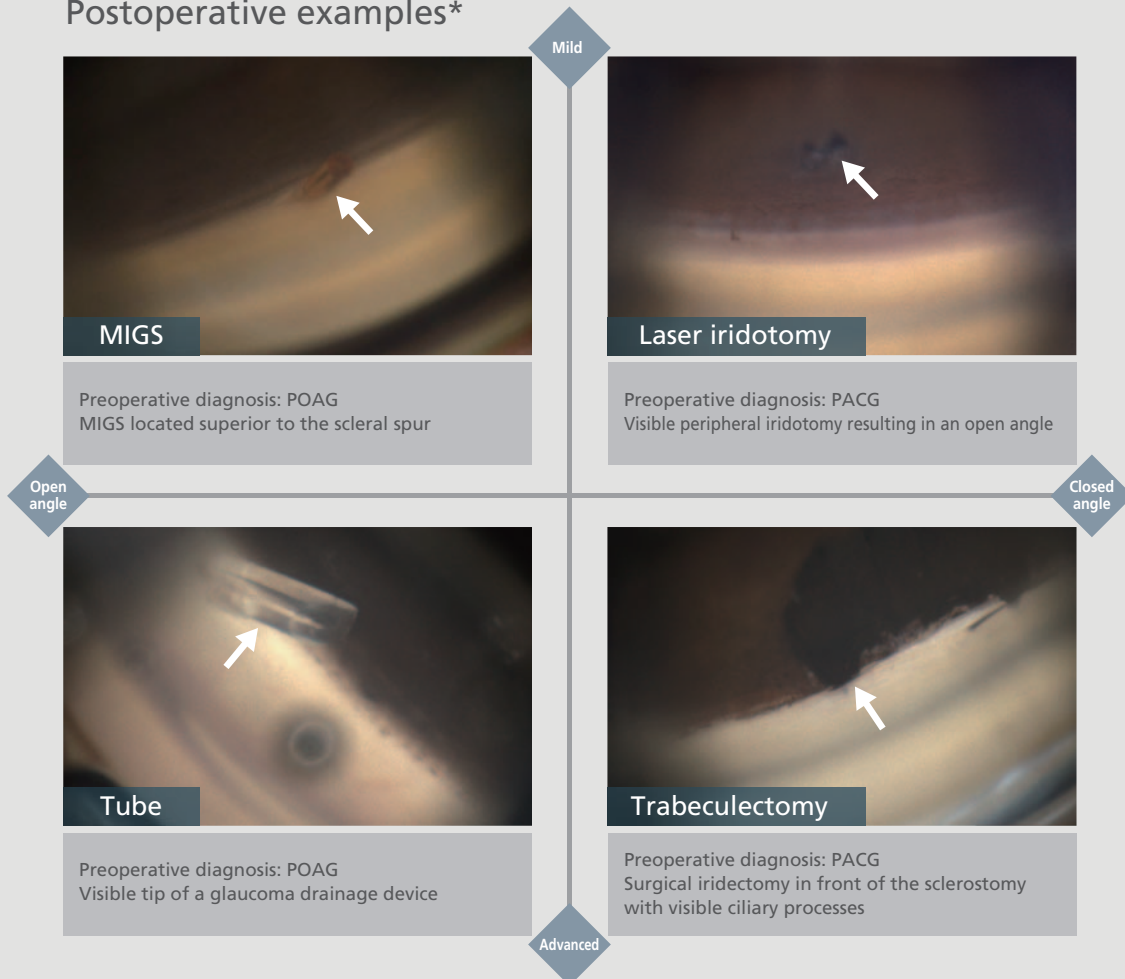 Postoperative examples*
Mild
MIGS
Preoperative diagnosis: POAG
MIGS located superior to the scleral spur
Laser iridotomy
Preoperative diagnosis: PACG
Visible peripheral iridotomy resulting in an open angle
Open
angle
Closed
angle
Tube
Preoperative diagnosis: POAG
Visible tip of a glaucoma drainage device
Trabeculectomy
Preoperative diagnosis: PACG
Surgical iridectomy in front of the sclerostomy
with visible ciliary processes
Advanced